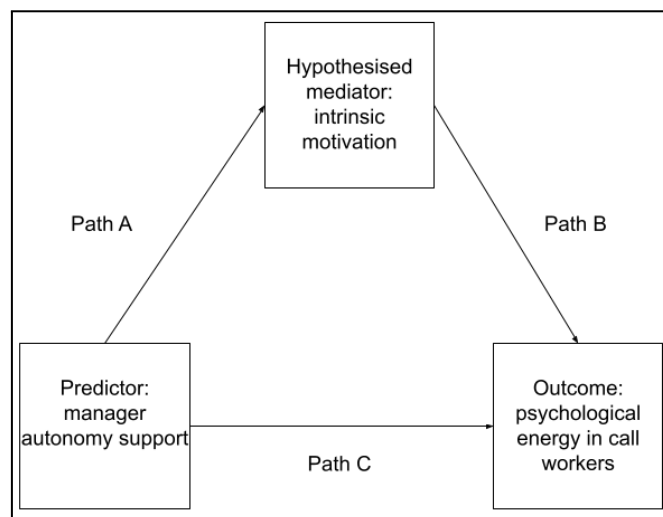 Hypothesised
mediator:
intrinsic
motivation
Path A
Path B
Predictor:
manager
autonomy support
Outcome:
psychological
energy in call
workers
Path C